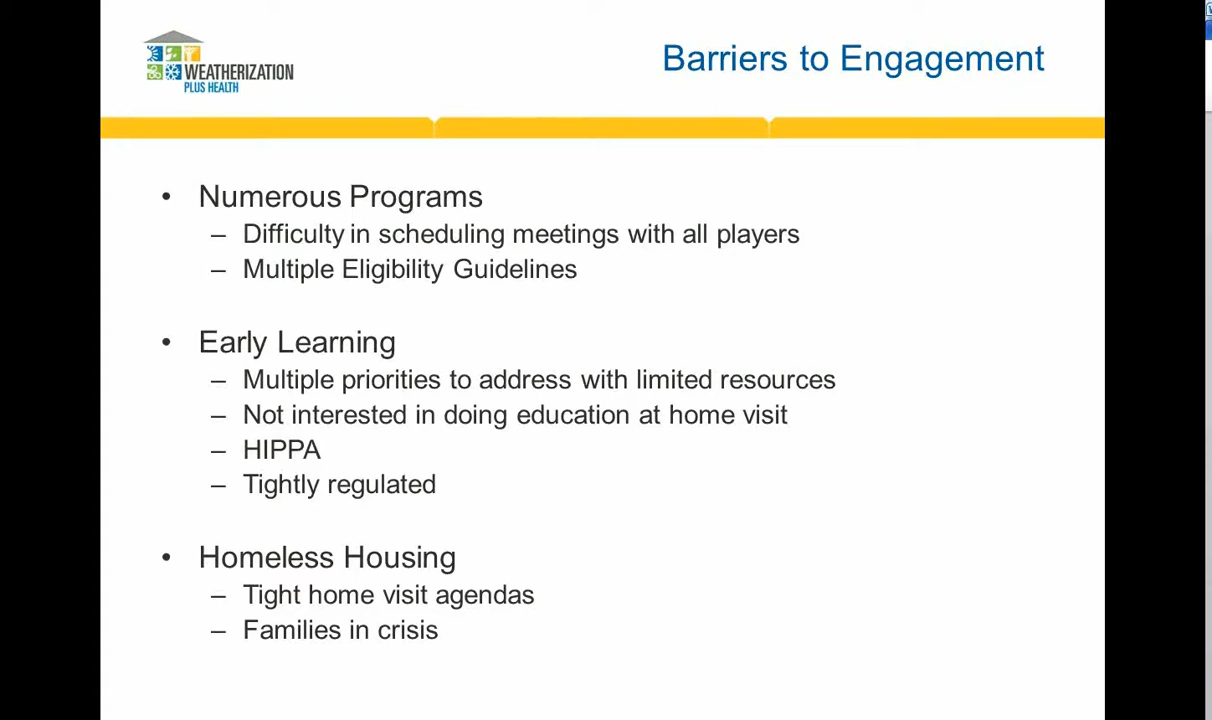 WEATHERIZATION
PLUS HEALTH
Barriers to Engagement
• Numerous Programs
– Difficulty in scheduling meetings with all players
– Multiple Eligibility Guidelines
• Early Learning
– Multiple priorities to address with limited resources
– Not interested in doing education at home visit
– HIPPA
– Tightly regulated
• Homeless Housing
– Tight home visit agendas
– Families in crisis